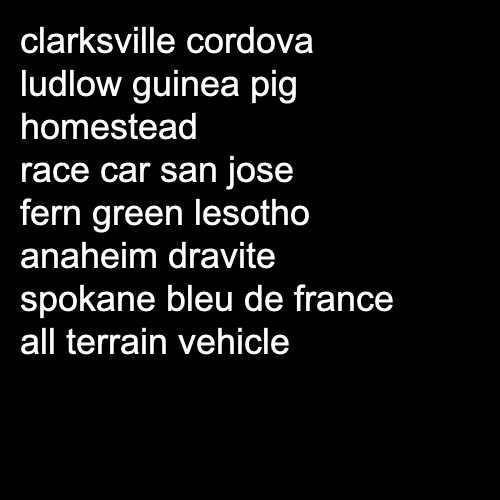 clarksville cordova
ludlow guinea pig
homestead
race car san jose
fern green lesotho
anaheim dravite
spokane bleu de france
all terrain vehicle